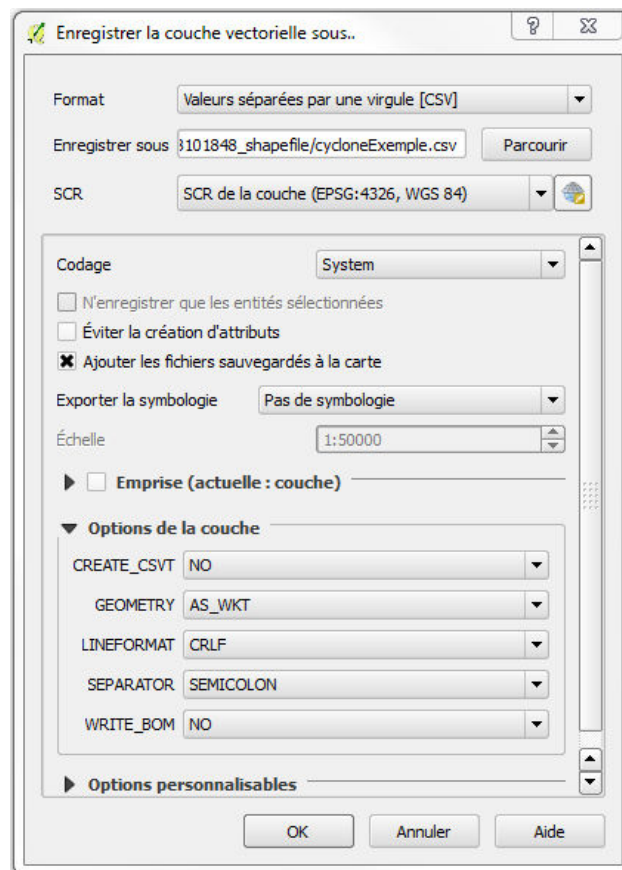 Enregistrer la couche vectorielle sous..
Format Valeurs séparées par une virgule [CSV]
Enregistrer sous 3101848_shapefile/cycloneExemple.csv Parcourir
SCR SCR de la couche (EPSG:4326, WGS 84)
Codage System
N'enregistrer que les entités sélectionnées
Éviter la création d'attributs
Ajouter les fichiers sauvegardés à la carte
Exporter la symbologie Pas de symbologie
Échelle 1:50000
Emprise (actuelle : couche)
Options de la couche
CREATE_CSVT NO
GEOMETRY AS_WKT
LINEFORMAT CRLF
SEPARATOR SEMICOLON
WRITE_BOM NO
Options personnalisables
OK Annuler Aide